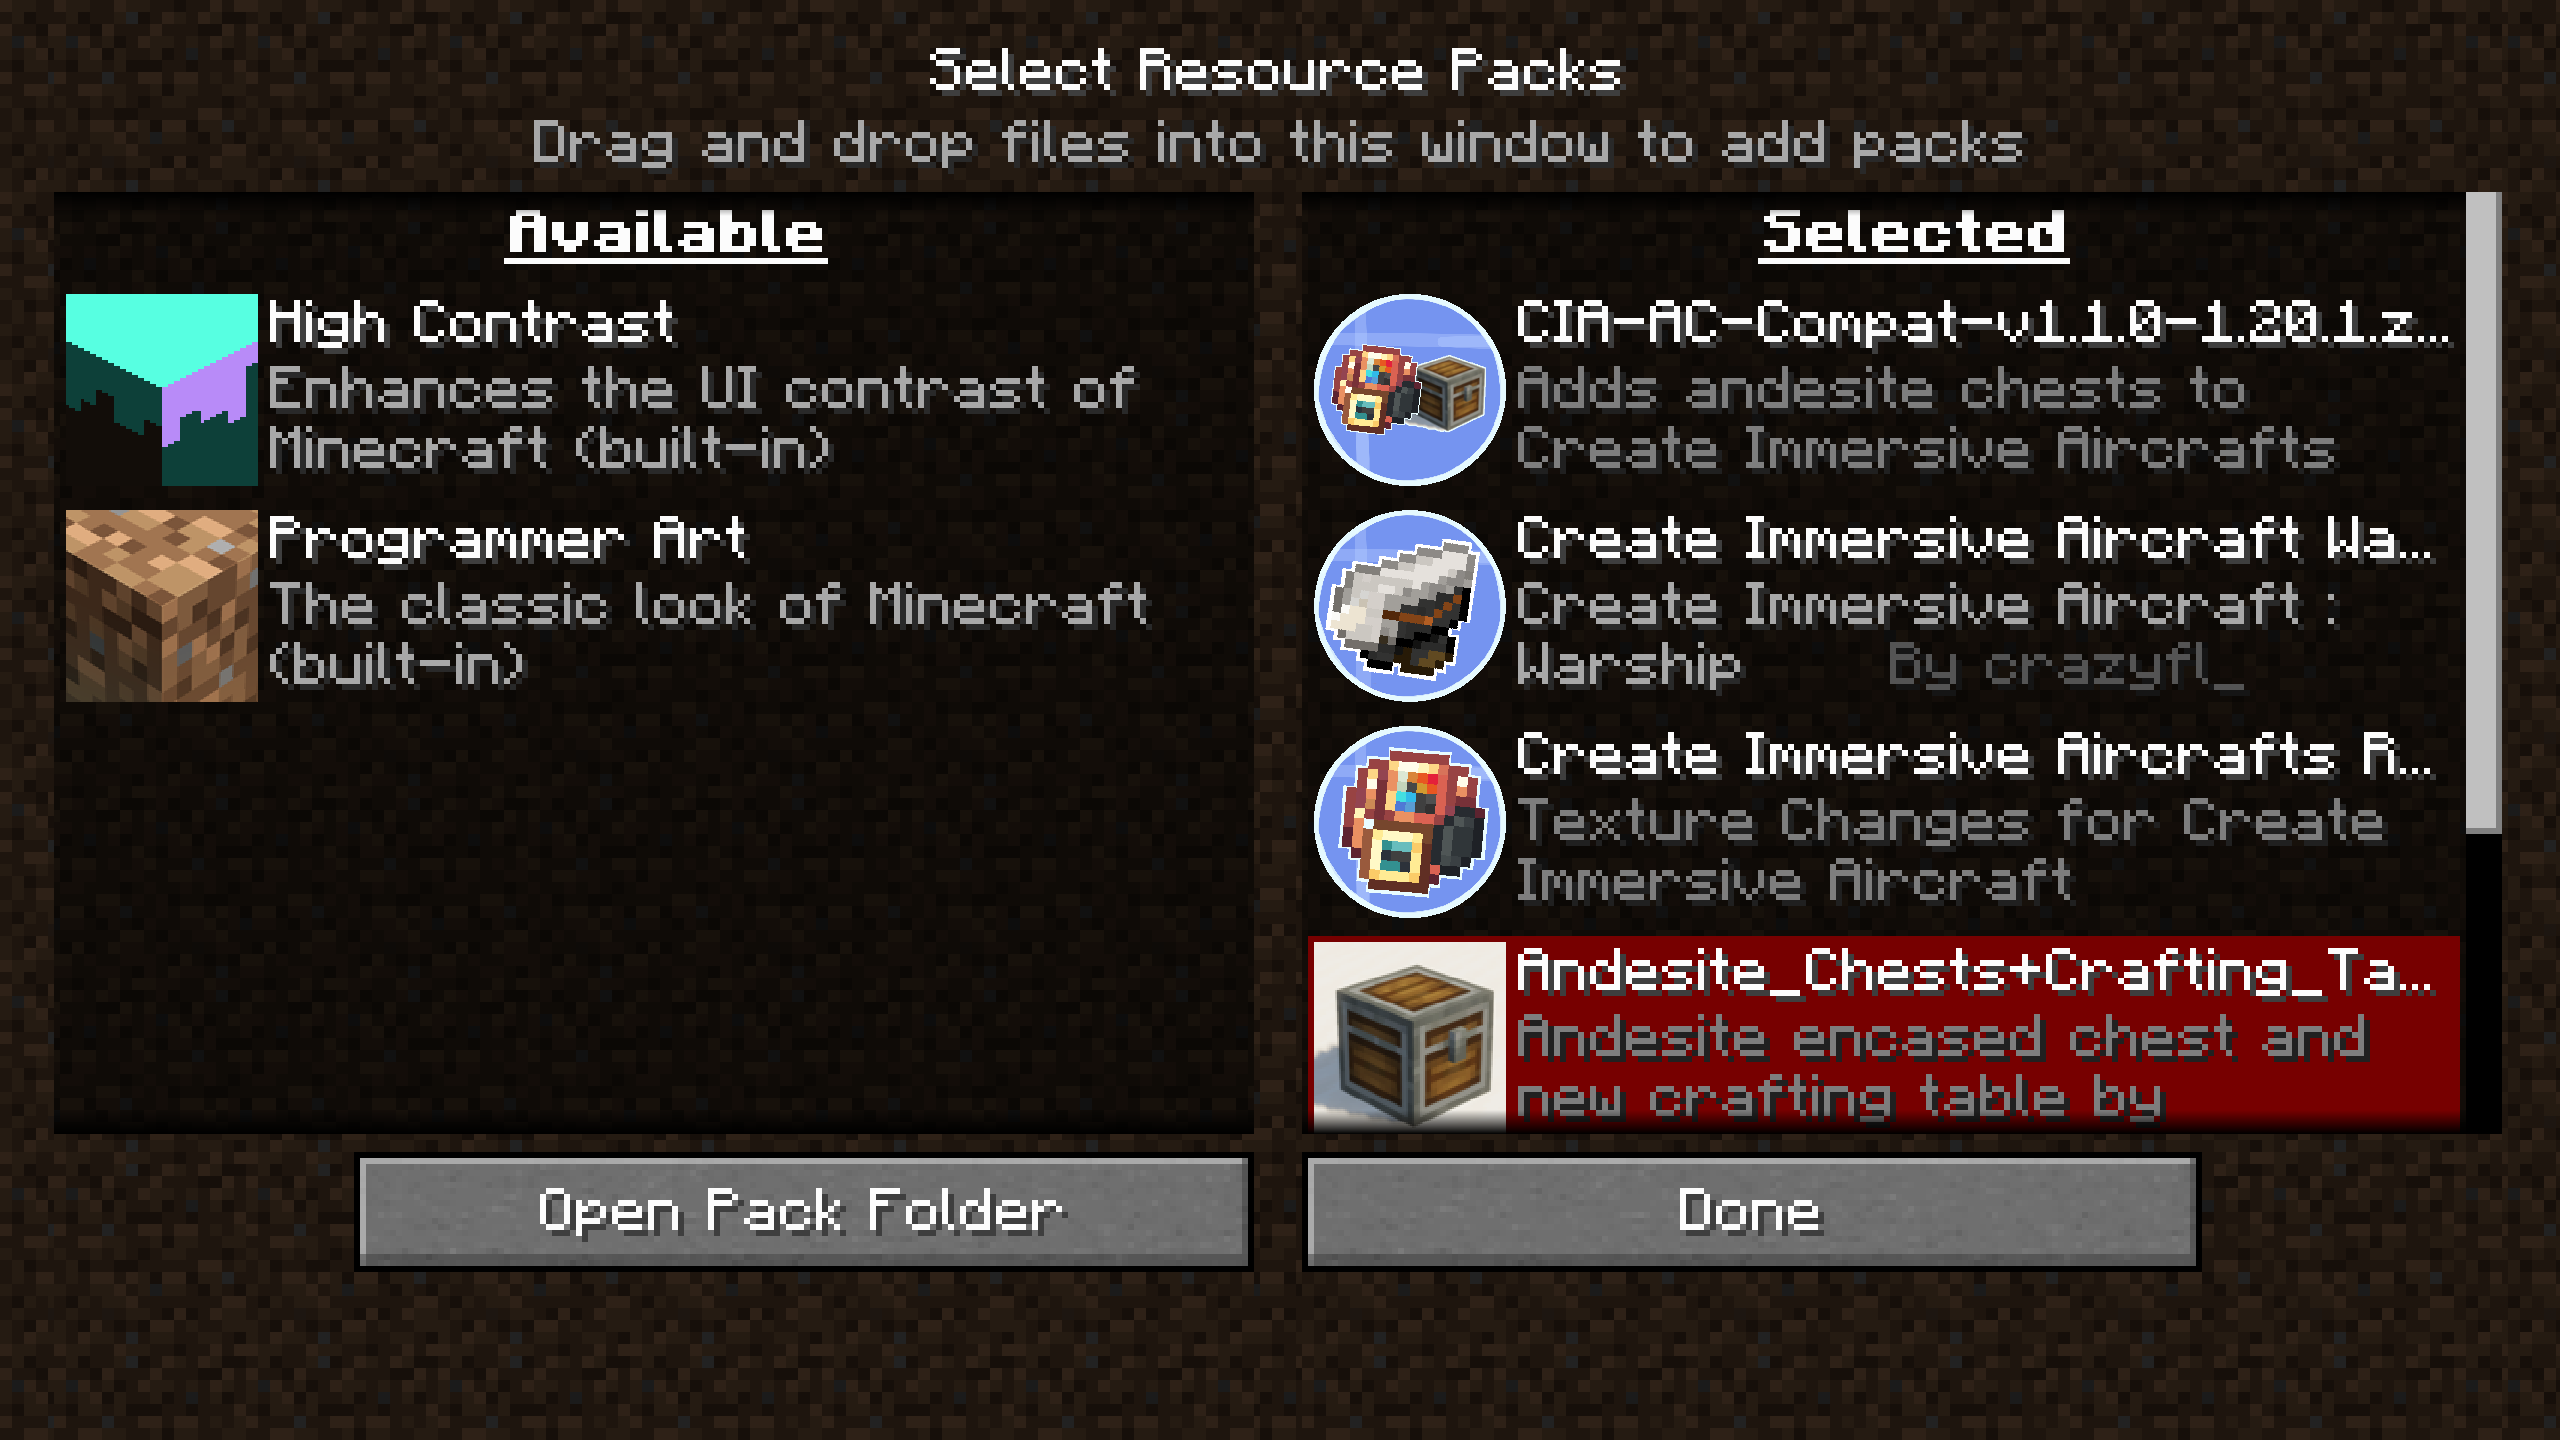 Select Resource Packs
Drag and drop files into this window to add packs
Available
High Contrast
Enhances the UI contrast of
Minecraft (built-in)
Programmer Art
The classic look of Minecraft
(built-in)
Selected
CIA-AC-Compat-v1.1.0-1.20.1.z...
Adds andesite chests to
Create Immersive Aircrafts
Create Immersive Aircraft Wa...
Create Immersive Aircraft :
Warship By crazyfl_
Create Immersive Aircrafts R...
Texture Changes for Create
Immersive Aircraft
Andesite_Chests+Crafting_Ta...
Andesite encased chest and
new crafting table by
Open Pack Folder
Done